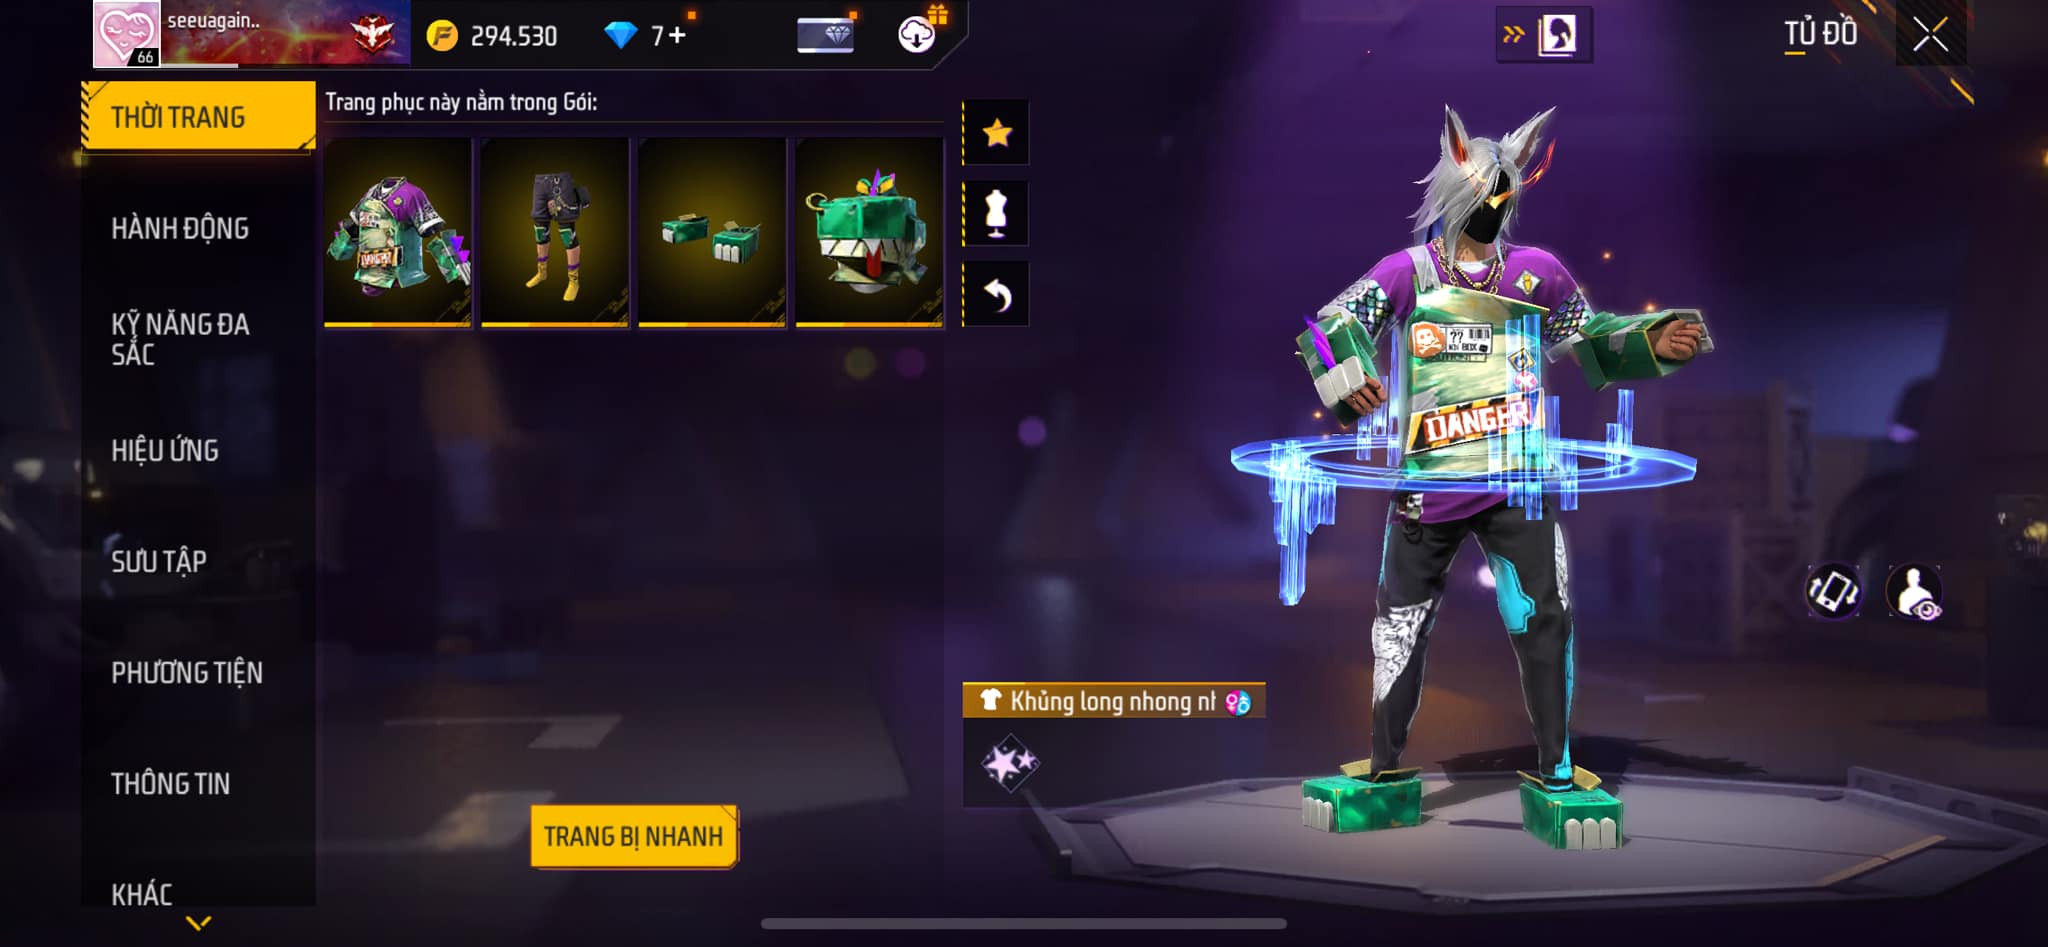 seeuagain..
66
294.530
7+
TỦ ĐỒ
THỜI TRANG
Trang phục này nằm trong Gói:
HÀNH ĐỘNG
KỸ NĂNG ĐA
SẮC
HIỆU ỨNG
SƯU TẬP
PHƯƠNG TIỆN
THÔNG TIN
KHÁC
TRANG BỊ NHANH
Khủng long nhong nh
??
BOX
DANGER